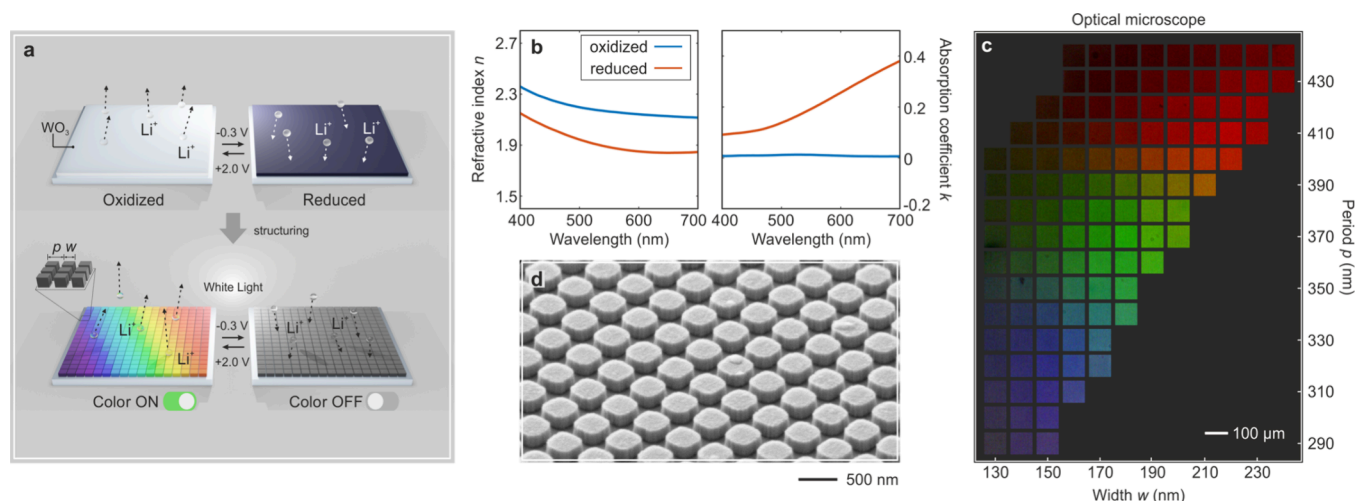 a
WO3
Li+
Li+
-0.3 V
+2.0 V
Li+
Li+
Oxidized
Reduced
structuring
p w
White Light
Li+
Li+
-0.3 V
+2.0 V
Li+
Li+
Color ON
Color OFF
b
oxidized
reduced
Refractive index n
2.7
2.3
1.9
1.5
400 500 600 700
Wavelength (nm)
Absorption coefficient k
0.4
0.2
0
-0.2
400 500 600 700
Wavelength (nm)
d
500 nm
Optical microscope
c
430
410
390
370
350
330
310
290
Period p (nm)
100 µm
130 150 170 190 210 230
Width w (nm)